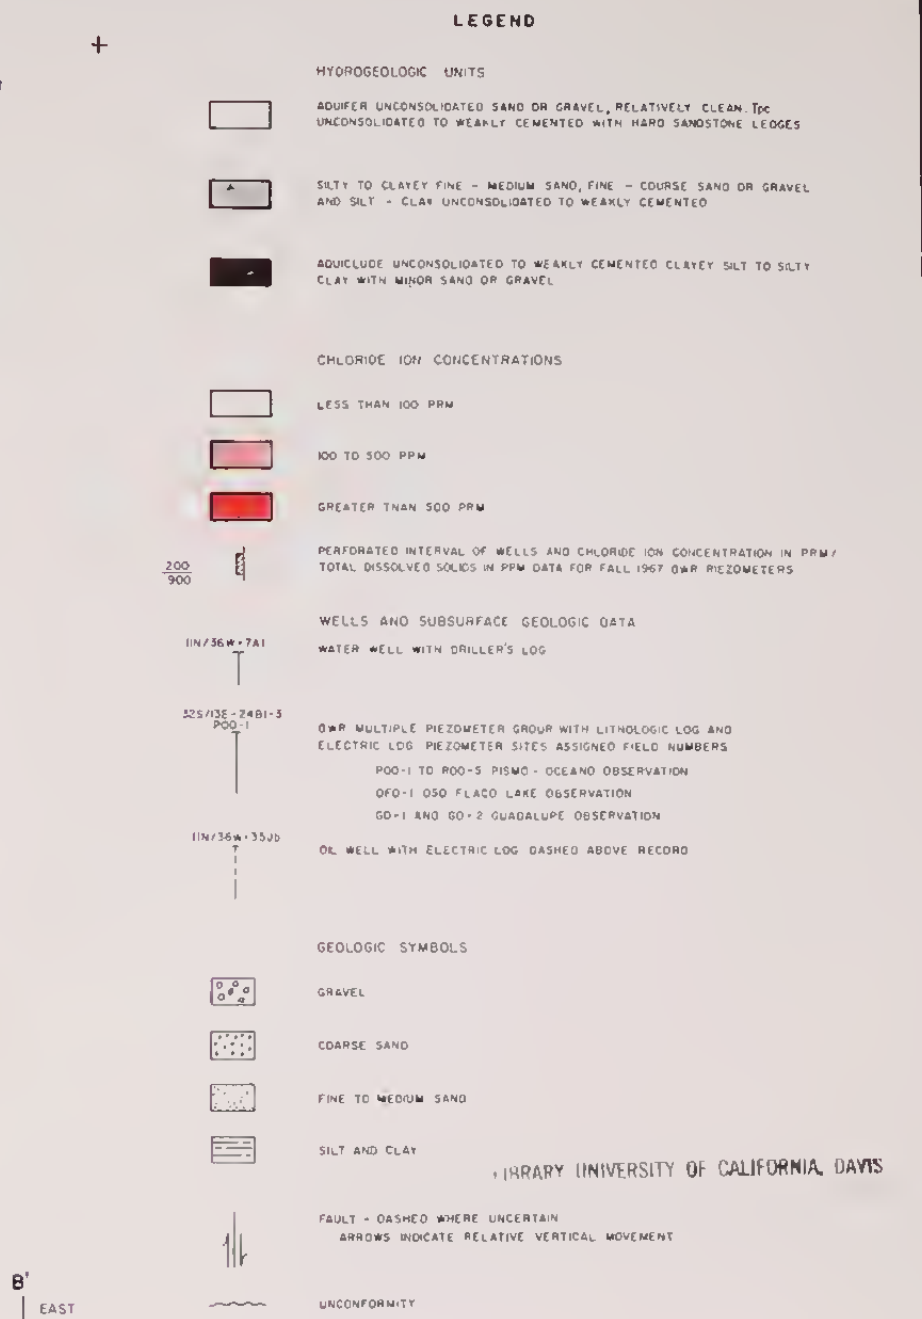 LEGEND
HYDROGEOLOGIC UNITS
AQUIFER UNCONSOLIDATED SAND OR GRAVEL, RELATIVELY CLEAN. Tpc
UNCONSOLIDATED TO WEAKLY CEMENTED WITH HARD SANDSTONE LEDGES
SILTY TO CLAYEY FINE - MEDIUM SAND, FINE - COURSE SAND OR GRAVEL
AND SILT - CLAY UNCONSOLIDATED TO WEAKLY CEMENTED
AQUICLUDE UNCONSOLIDATED TO WEAKLY CEMENTED CLAYEY SILT TO SILTY
CLAY WITH MINOR SAND OR GRAVEL
CHLORIDE ION CONCENTRATIONS
LESS THAN 100 PPM
100 TO 500 PPM
GREATER THAN 500 PPM
200
900
PERFORATED INTERVAL OF WELLS AND CHLORIDE ION CONCENTRATION IN PPM/
TOTAL DISSOLVED SOLIDS IN PPM DATA FOR FALL 1967 DWR PIEZOMETERS
WELLS AND SUBSURFACE GEOLOGIC DATA
11N/36W-7A1
WATER WELL WITH DRILLER'S LOG
32S/13E-24B1-3
POO-1
DWR MULTIPLE PIEZOMETER GROUP WITH LITHOLOGIC LOG AND
ELECTRIC LOG PIEZOMETER SITES ASSIGNED FIELD NUMBERS
POO-1 TO POO-5 PISMO - OCEANO OBSERVATION
OFO-1 OSO FLACO LAKE OBSERVATION
GO-1 AND GO-2 GUADALUPE OBSERVATION
11N/36W-35Jb
OIL WELL WITH ELECTRIC LOG DASHED ABOVE RECORD
GEOLOGIC SYMBOLS
GRAVEL
COARSE SAND
FINE TO MEDIUM SAND
SILT AND CLAY
LIBRARY UNIVERSITY OF CALIFORNIA, DAVIS
FAULT - DASHED WHERE UNCERTAIN
ARROWS INDICATE RELATIVE VERTICAL MOVEMENT
B'
EAST
UNCONFORMITY